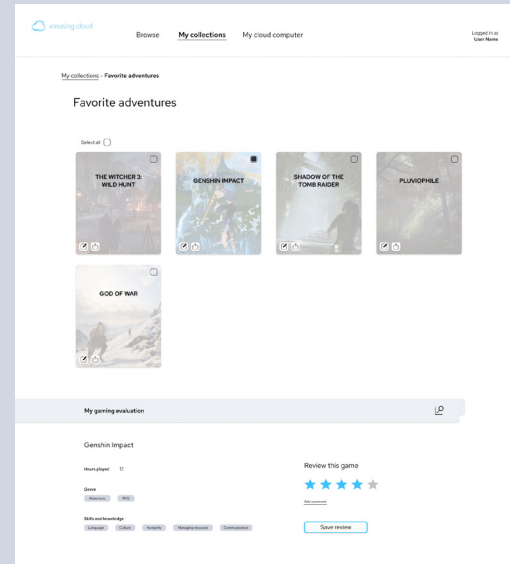 amusing cloud
Browse
My collections
My cloud computer
Logged in as
User Name
My collections - Favorite adventures
Favorite adventures
Select all
THE WITCHER 3:
WILD HUNT
GENSHIN IMPACT
SHADOW OF THE
TOMB RAIDER
PLUVIOPHILE
GOD OF WAR
My gaming evaluation
Genshin Impact
Hours played
Review this game
Genre
Adventure
RPG
Add comment
Skills and knowledge
Language
Culture
Humanity
Managing resources
Communication
Save review